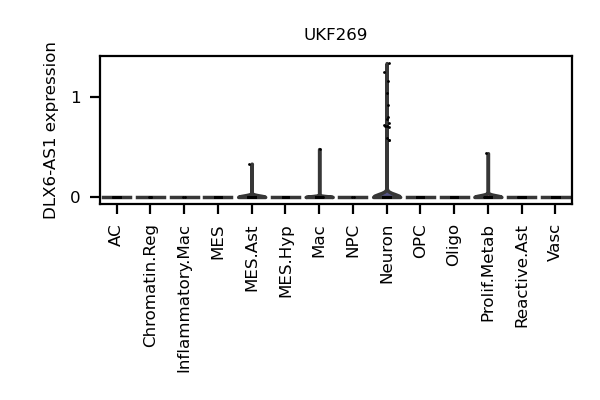 UKF269
DLX6-AS1 expression
1
0
AC
Chromatin.Reg
Inflammatory.Mac
MES
MES.Ast
MES.Hyp
Mac
NPC
Neuron
OPC
Oligo
Prolif.Metab
Reactive.Ast
Vasc